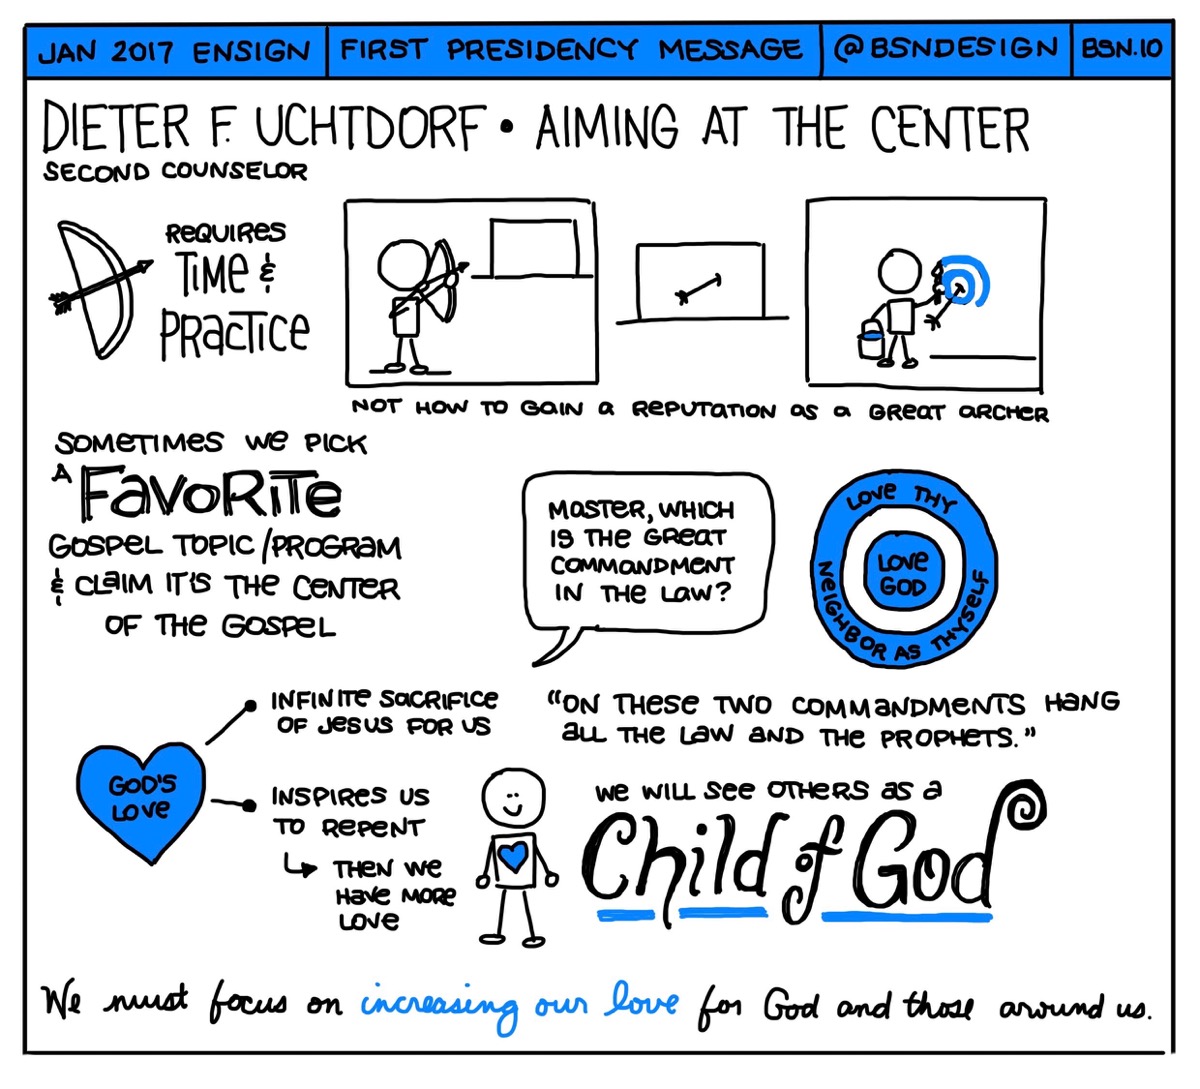 JAN 2017 ENSIGN
FIRST PRESIDENCY MESSAGE
@BSNDESIGN
BSN.IO
DIETER F. UCHTDORF • AIMING AT THE CENTER
SECOND COUNSELOR
REQUIRES
TIME &
PRACTICE
NOT HOW TO GAIN A REPUTATION AS A GREAT ARCHER
SOMETIMES WE PICK
A FAVORITE
GOSPEL TOPIC/PROGRAM
& CLAIM IT'S THE CENTER
OF THE GOSPEL
MASTER, WHICH
IS THE GREAT
COMMANDMENT
IN THE LAW?
LOVE THY
NEIGHBOR AS THYSELF
LOVE
GOD
"ON THESE TWO COMMANDMENTS HANG
ALL THE LAW AND THE PROPHETS."
GOD'S
LOVE
INFINITE SACRIFICE
OF JESUS FOR US
INSPIRES US
TO REPENT
THEN WE
HAVE MORE
LOVE
WE WILL SEE OTHERS AS A
Child of God
We must focus on increasing our love for God and those around us.